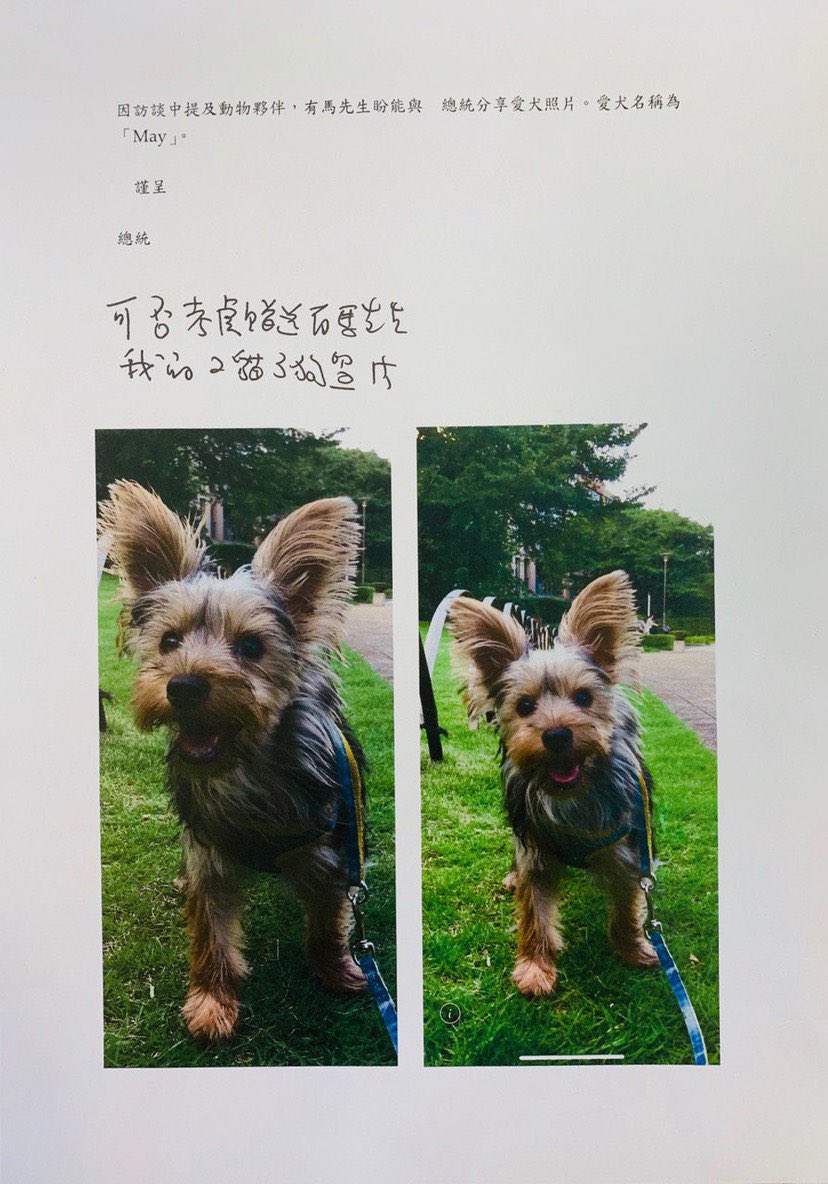 因訪談中提及動物夥伴，有馬先生盼能與　總統分享愛犬照片。愛犬名稱為
「May」。
謹呈
總統
可否考慮贈送有馬先生
我的2貓3狗照片
i